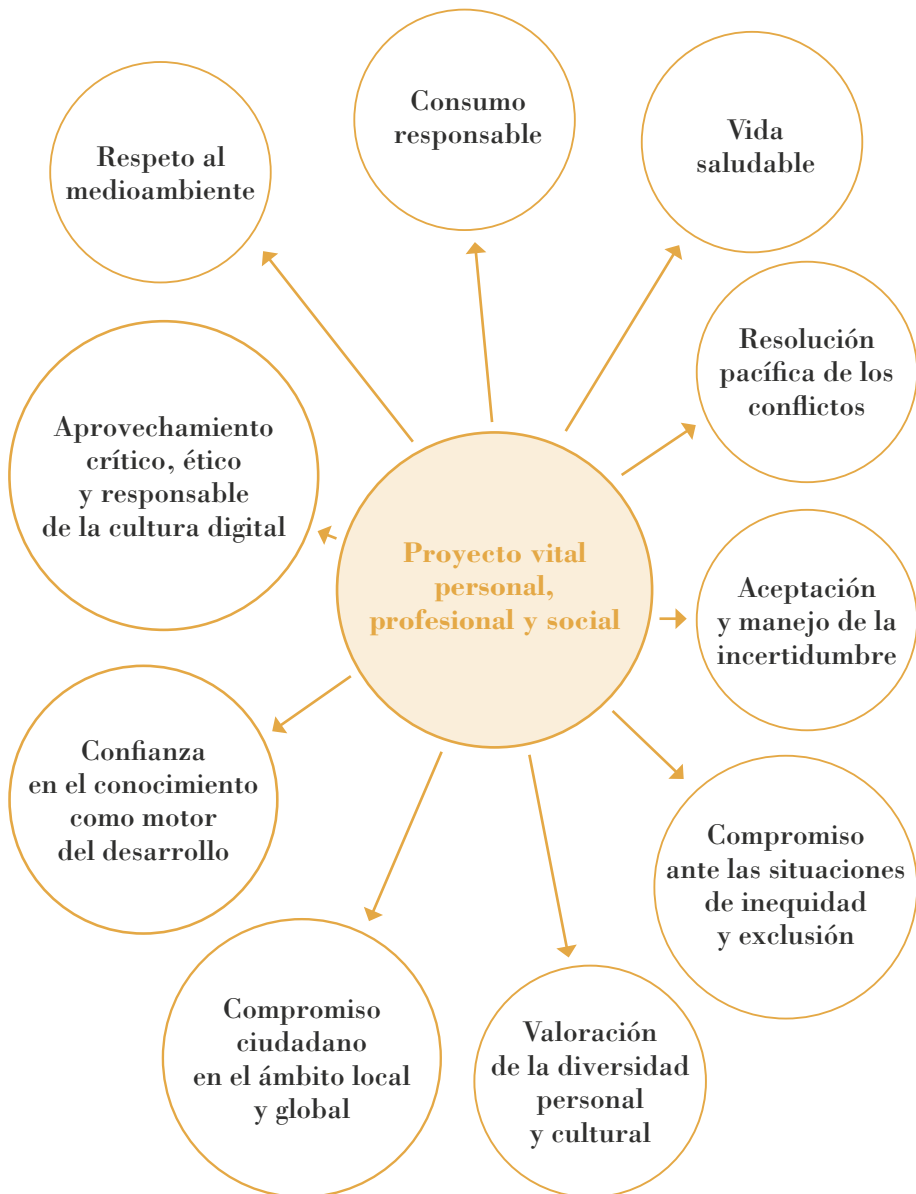 Consumo
responsable
Vida
saludable
Respeto al
medioambiente
Resolución
pacífica de los
conflictos
Aprovechamiento
crítico, ético
y responsable
de la cultura digital
Proyecto vital
personal,
profesional y social
Aceptación
y manejo de la
incertidumbre
Confianza
en el conocimiento
como motor
del desarrollo
Compromiso
ante las situaciones
de inequidad
y exclusión
Compromiso
ciudadano
en el ámbito local
y global
Valoración
de la diversidad
personal
y cultural